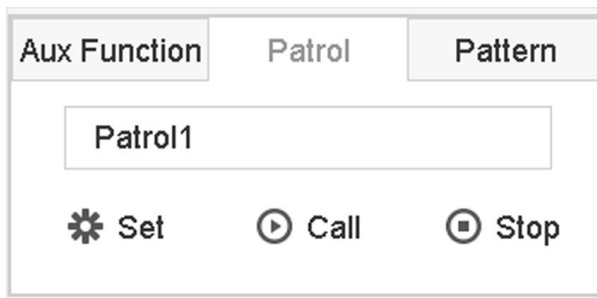 Aux Function Patrol Pattern
Patrol1
Set Call Stop